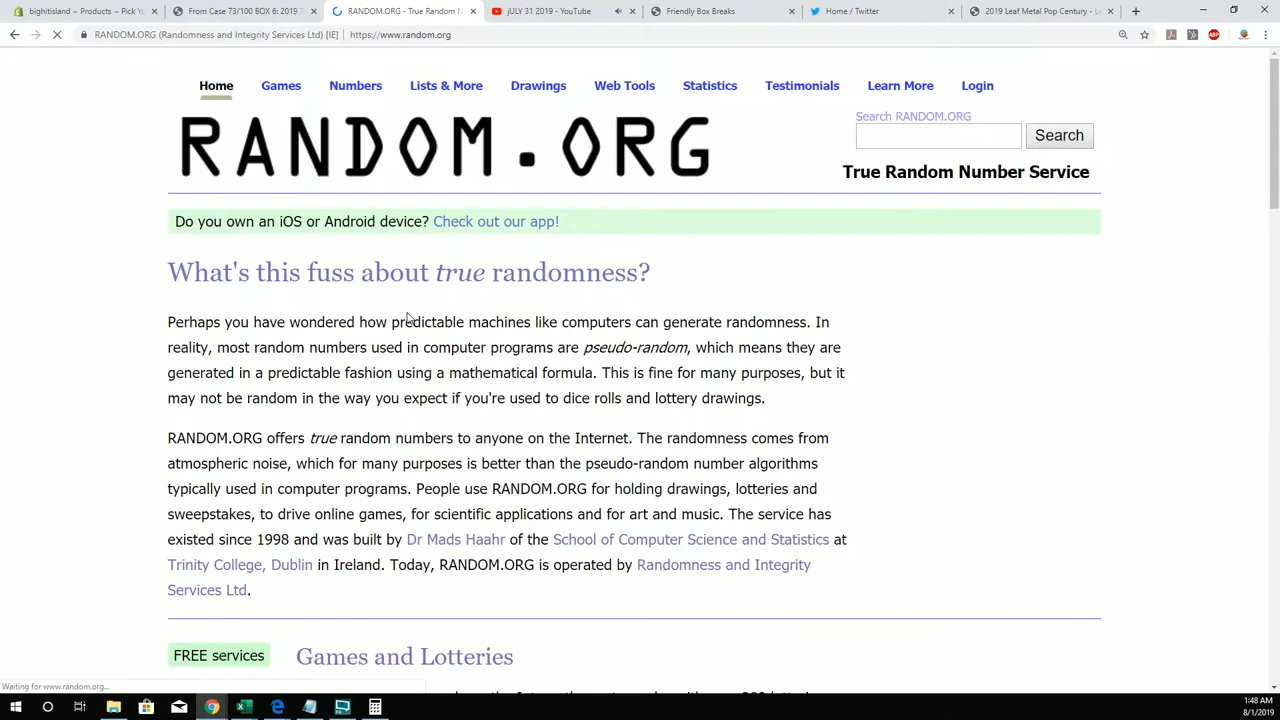 bighitisland ~ Products ~ Pick Yo
From Case 73/100 BOX 6: 2019 T
RANDOM.ORG - True Random N
jULY 31 2019 - YouTube
Friendly Box Breaks
Home / Twitter
2019 Leaf Metal Pop Century - Le
RANDOM.ORG (Randomness and Integrity Services Ltd) [IE] | https://www.random.org
Home Games Numbers Lists & More Drawings Web Tools Statistics Testimonials Learn More Login
RANDOM.ORG
Search RANDOM.ORG
Search
True Random Number Service
Do you own an iOS or Android device? Check out our app!
What's this fuss about true randomness?
Perhaps you have wondered how predictable machines like computers can generate randomness. In
reality, most random numbers used in computer programs are pseudo-random, which means they are
generated in a predictable fashion using a mathematical formula. This is fine for many purposes, but it
may not be random in the way you expect if you're used to dice rolls and lottery drawings.
RANDOM.ORG offers true random numbers to anyone on the Internet. The randomness comes from
atmospheric noise, which for many purposes is better than the pseudo-random number algorithms
typically used in computer programs. People use RANDOM.ORG for holding drawings, lotteries and
sweepstakes, to drive online games, for scientific applications and for art and music. The service has
existed since 1998 and was built by Dr Mads Haahr of the School of Computer Science and Statistics at
Trinity College, Dublin in Ireland. Today, RANDOM.ORG is operated by Randomness and Integrity
Services Ltd.
FREE services
Games and Lotteries
Waiting for www.random.org...
1:48 AM
8/1/2019